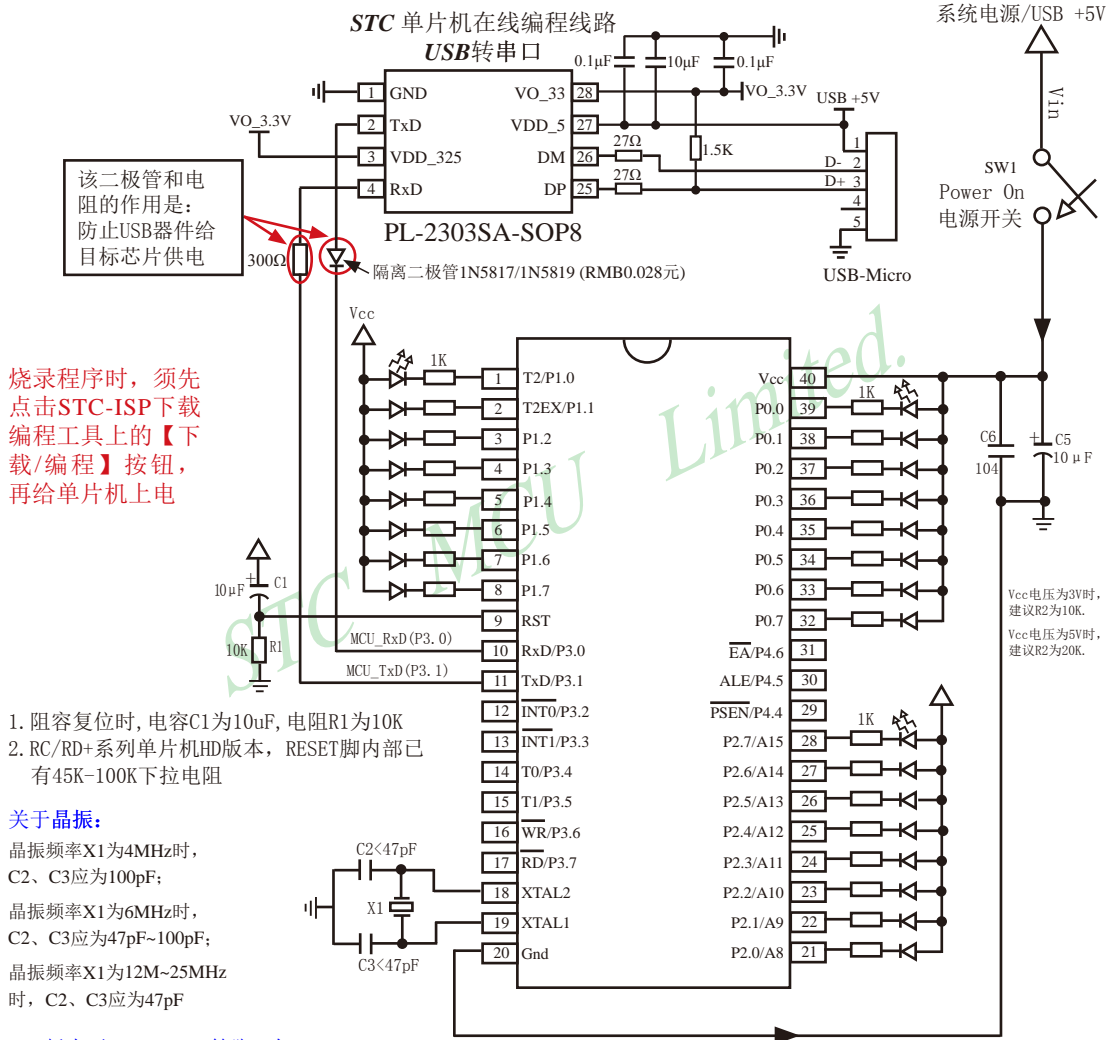 STC 单片机在线编程线路
USB转串口
系统电源/USB +5V
Vin
SW1
Power On
电源开关
0.1μF
10μF
0.1μF
VO_3.3V
USB +5V
1 GND
2 TxD
3 VDD_325
4 RxD
VO_33 28
VDD_5 27
DM 26
DP 25
PL-2303SA-SOP8
VO_3.3V
27Ω
27Ω
1.5K
D-
D+
1
2
3
4
5
USB-Micro
该二极管和电
阻的作用是：
防止USB器件给
目标芯片供电
300Ω
隔离二极管1N5817/1N5819 (RMB0.028元)
烧录程序时，须先
点击STC-ISP下载
编程工具上的【下
载/编程】按钮，
再给单片机上电
Vcc
1K
1 T2/P1.0
2 T2EX/P1.1
3 P1.2
4 P1.3
5 P1.4
6 P1.5
7 P1.6
8 P1.7
9 RST
10 RxD/P3.0
11 TxD/P3.1
12 INT0/P3.2
13 INT1/P3.3
14 T0/P3.4
15 T1/P3.5
16 WR/P3.6
17 RD/P3.7
18 XTAL2
19 XTAL1
20 Gnd
Vcc 40
P0.0 39
P0.1 38
P0.2 37
P0.3 36
P0.4 35
P0.5 34
P0.6 33
P0.7 32
EA/P4.6 31
ALE/P4.5 30
PSEN/P4.4 29
P2.7/A15 28
P2.6/A14 27
P2.5/A13 26
P2.4/A12 25
P2.3/A11 24
P2.2/A10 23
P2.1/A9 22
P2.0/A8 21
1K
1K
C6
104
+ C5
10μF
Vcc电压为3V时，
建议R2为10K.
Vcc电压为5V时，
建议R2为20K.
+
10μF C1
10K R1
MCU_RxD(P3.0)
MCU_TxD(P3.1)
STC MCU Limited.
1.阻容复位时,电容C1为10uF,电阻R1为10K
2.RC/RD+系列单片机HD版本，RESET脚内部已
有45K-100K下拉电阻
关于晶振：
晶振频率X1为4MHz时，
C2、C3应为100pF；
晶振频率X1为6MHz时，
C2、C3应为47pF~100pF；
晶振频率X1为12M~25MHz
时，C2、C3应为47pF
C2<47pF
X1
C3<47pF